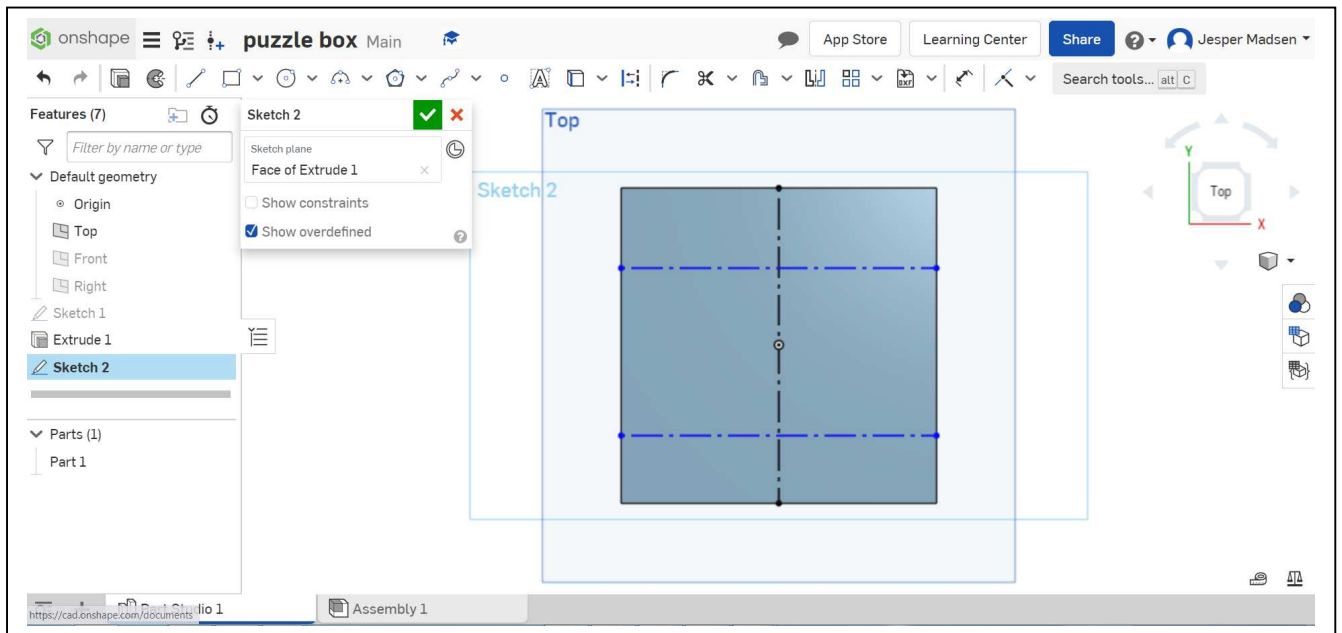 onshape puzzle box Main App Store Learning Center Share Jesper Madsen
Search tools... alt C
Features (7)
Filter by name or type
Default geometry
Origin
Top
Front
Right
Sketch 1
Extrude 1
Sketch 2
Parts (1)
Part 1
Sketch 2
Sketch plane
Face of Extrude 1
Show constraints
Show overdefined
Top
Sketch 2
Y
Top
X
Part Studio 1 Assembly 1
https://cad.onshape.com/documents